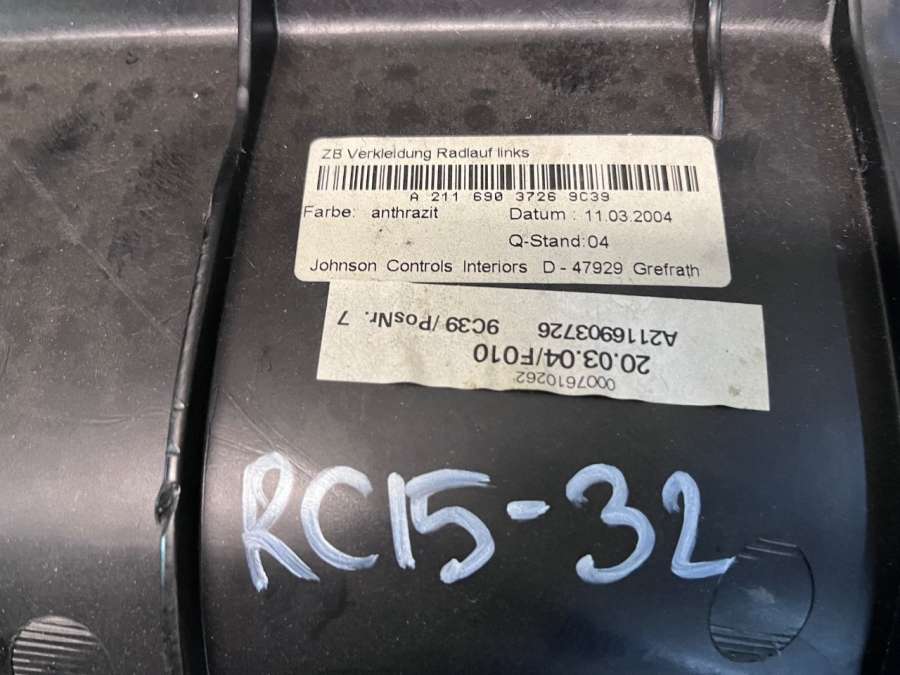 ZB Verkleidung Radlauf links
A 211 690 3726 9C39
Farbe: anthrazit Datum : 11.03.2004
Q-Stand:04
Johnson Controls Interiors D - 47929 Grefrath
0007610262
20.03.04/F010
A2116903726 9C39 /PosNr. 7
RC15-32